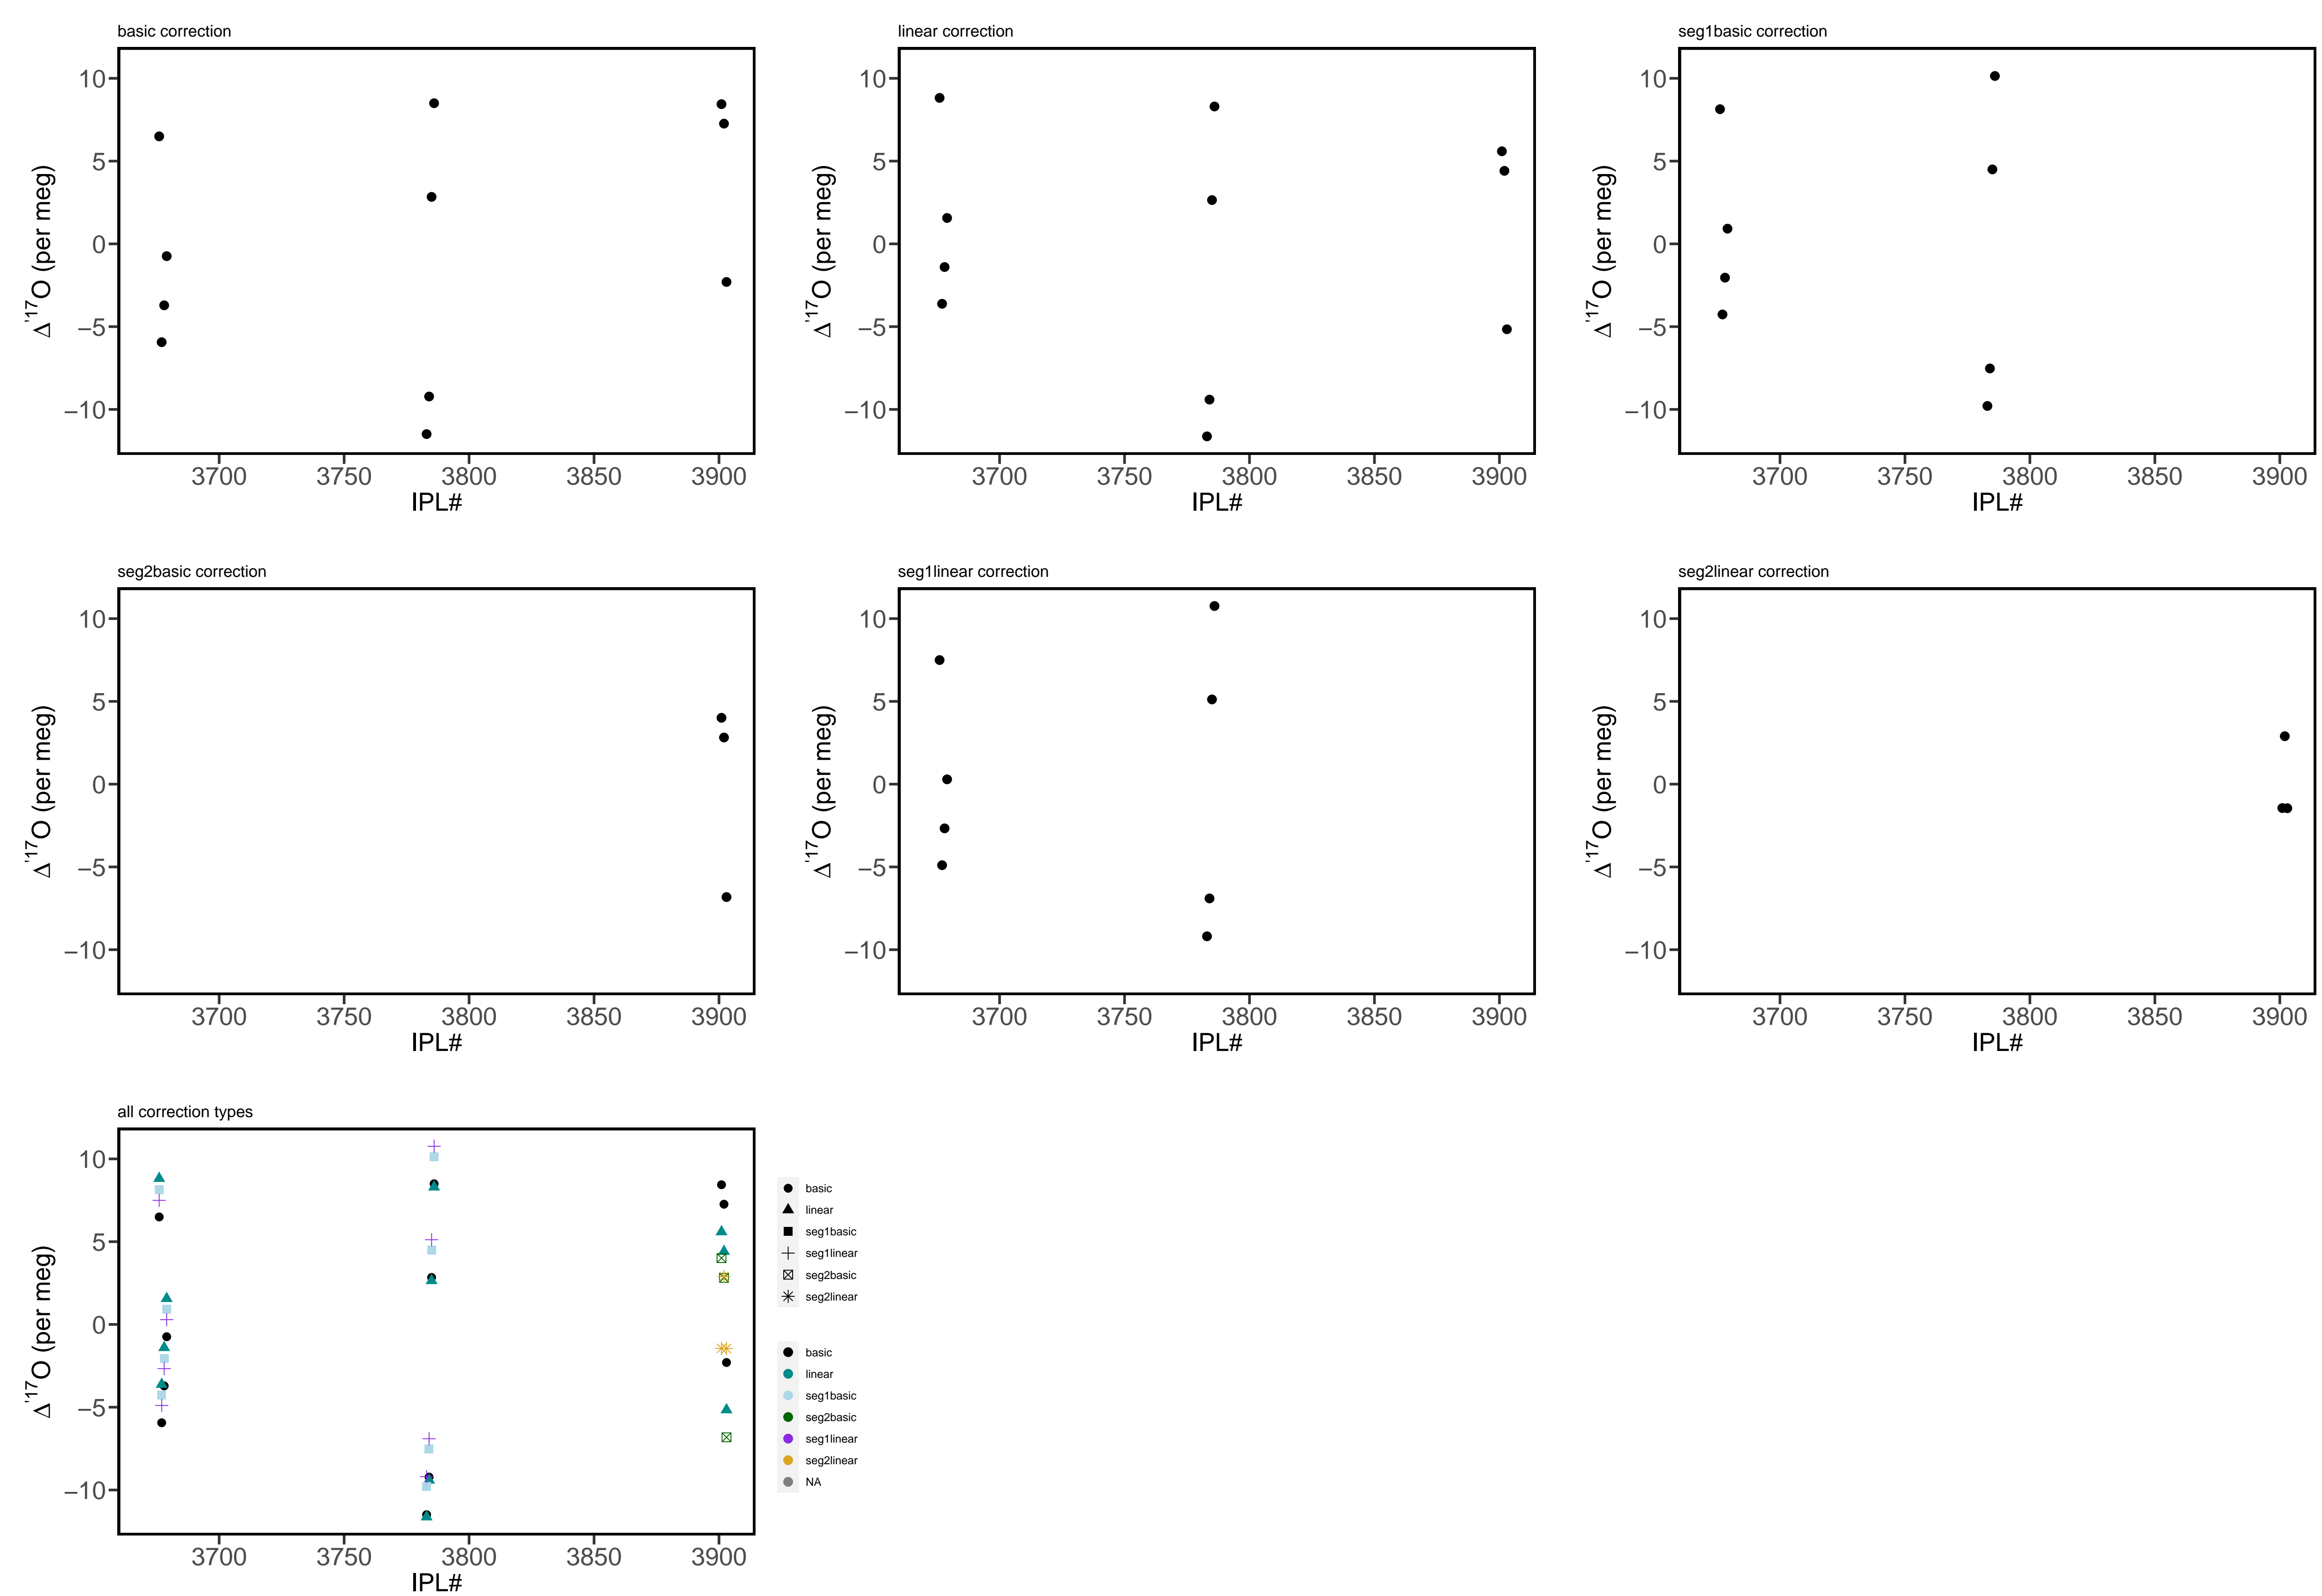 basic correction
10
5
0
−5
−10
Δ'17O (per meg)
3700 3750 3800 3850 3900
IPL#
linear correction
10
5
0
−5
−10
Δ'17O (per meg)
3700 3750 3800 3850 3900
IPL#
seg1basic correction
10
5
0
−5
−10
Δ'17O (per meg)
3700 3750 3800 3850 3900
IPL#
seg2basic correction
10
5
0
−5
−10
Δ'17O (per meg)
3700 3750 3800 3850 3900
IPL#
seg1linear correction
10
5
0
−5
−10
Δ'17O (per meg)
3700 3750 3800 3850 3900
IPL#
seg2linear correction
10
5
0
−5
−10
Δ'17O (per meg)
3700 3750 3800 3850 3900
IPL#
all correction types
10
5
0
−5
−10
Δ'17O (per meg)
3700 3750 3800 3850 3900
IPL#
basic
linear
seg1basic
seg1linear
seg2basic
seg2linear
basic
linear
seg1basic
seg2basic
seg1linear
seg2linear
NA